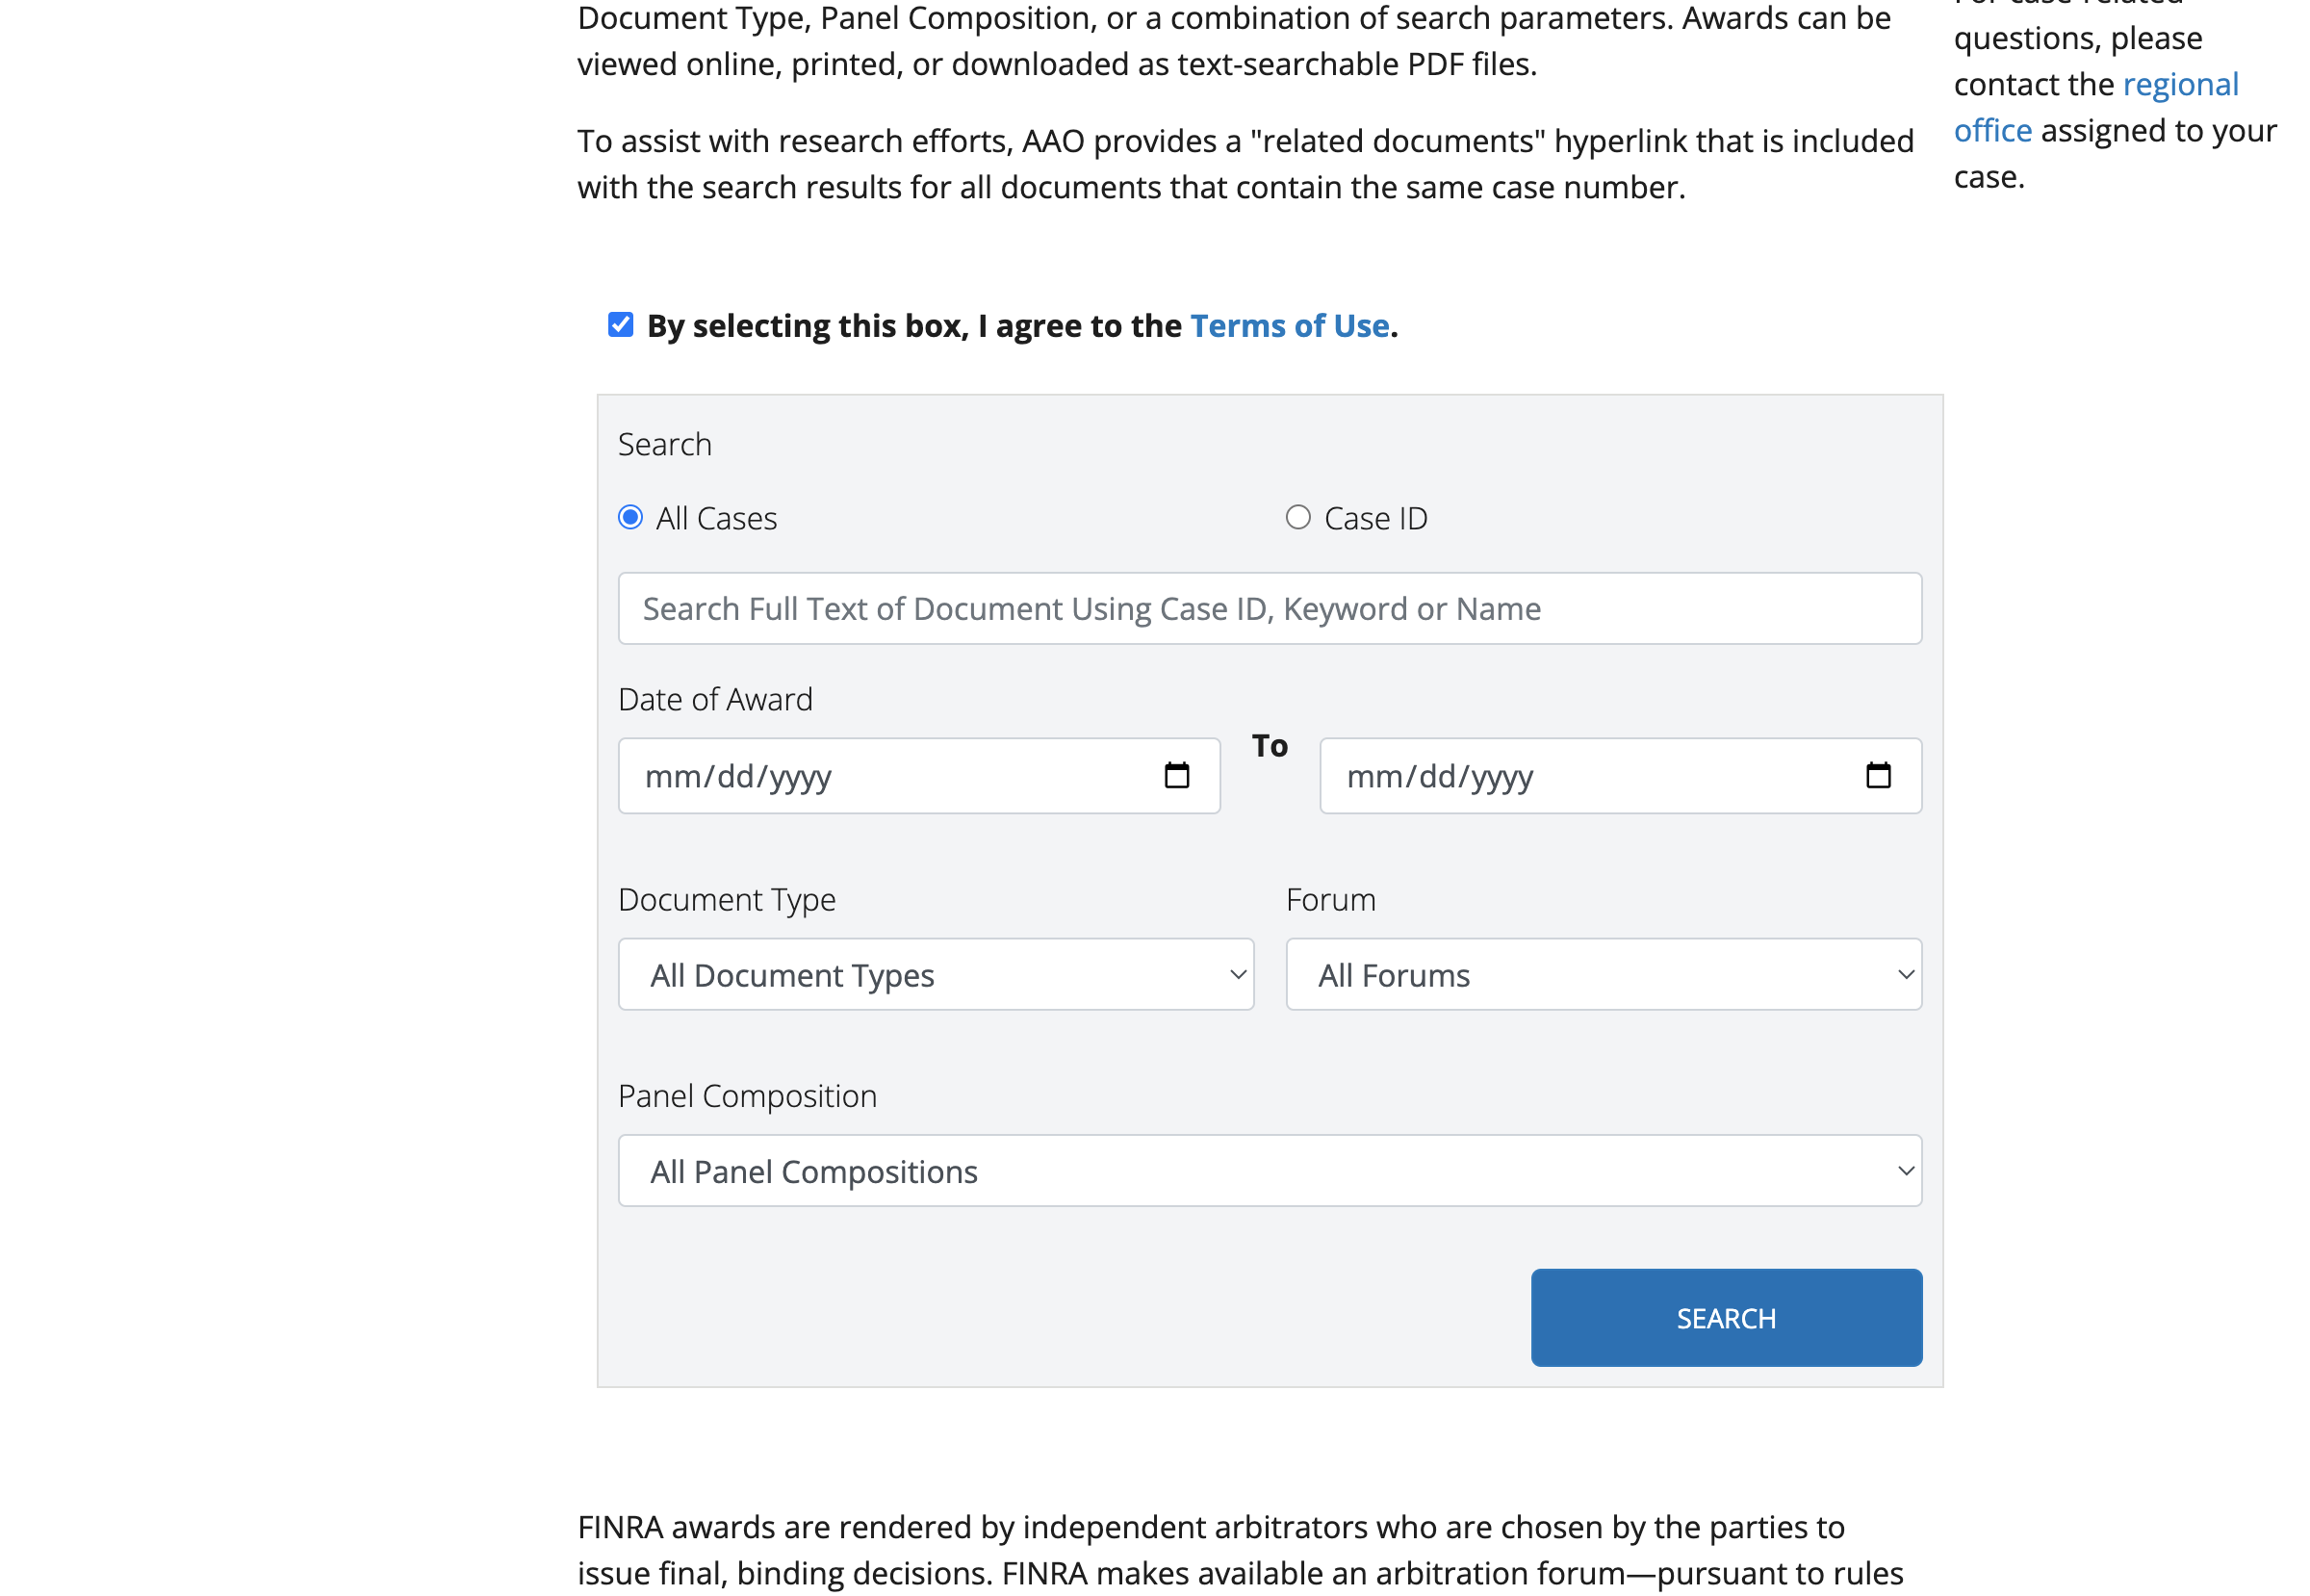 Document Type, Panel Composition, or a combination of search parameters. Awards can be
viewed online, printed, or downloaded as text-searchable PDF files.
To assist with research efforts, AAO provides a "related documents" hyperlink that is included
with the search results for all documents that contain the same case number.
For case related
questions, please
contact the regional
office assigned to your
case.
By selecting this box, I agree to the Terms of Use.
Search
All Cases
Case ID
Search Full Text of Document Using Case ID, Keyword or Name
Date of Award
mm/dd/yyyy
To
mm/dd/yyyy
Document Type
Forum
All Document Types
All Forums
Panel Composition
All Panel Compositions
SEARCH
FINRA awards are rendered by independent arbitrators who are chosen by the parties to
issue final, binding decisions. FINRA makes available an arbitration forum—pursuant to rules